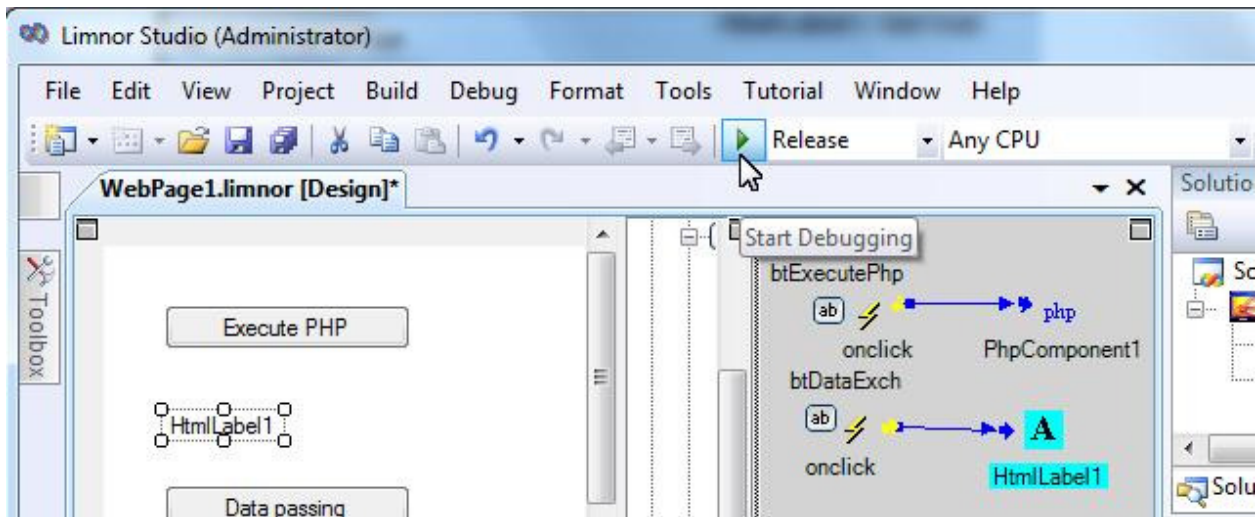 Limnor Studio (Administrator)
File Edit View Project Build Debug Format Tools Tutorial Window Help
Release Any CPU
WebPage1.limnor [Design]*
Solutio
Start Debugging
Toolbox
So
btExecutePhp
Execute PHP
ab
php
onclick PhpComponent1
btDataExch
HtmlLabel1
ab
A
onclick
HtmlLabel1
Solu
Data passing